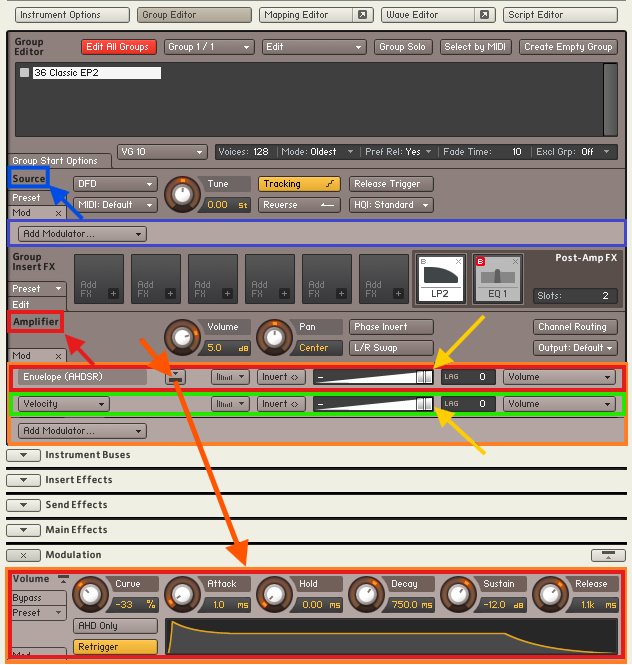 Instrument Options Group Editor Mapping Editor Wave Editor Script Editor
Group Editor Edit All Groups Group 1 / 1 Edit Group Solo Select by MIDI Create Empty Group
36 Classic EP2
Group Start Options VG 10 Voices: 128 Mode: Oldest Pref Rel: Yes Fade Time: 10 Excl Grp: Off
Source DFD Tune Tracking Release Trigger
Preset MIDI: Default 0.00 st Reverse HQI: Standard
Mod ×
Add Modulator...
Group Insert FX Add FX + Add FX + Add FX + Add FX + Add FX + Add FX + B × LP2 B × EQ 1 Post-Amp FX
Preset
Edit Slots: 2
Amplifier Volume Pan Phase Invert Channel Routing
Mod × 5.0 dB Center L/R Swap Output: Default
Envelope (AHDSR) Invert <> LAG 0 Volume
Velocity Invert <> LAG 0 Volume
Add Modulator...
Instrument Buses
Insert Effects
Send Effects
Main Effects
× Modulation
Volume Curve Attack Hold Decay Sustain Release
Bypass
Preset -33 % 1.0 ms 0.00 ms 750.0 ms -12.0 dB 1.1k ms
AHD Only
Mod Retrigger